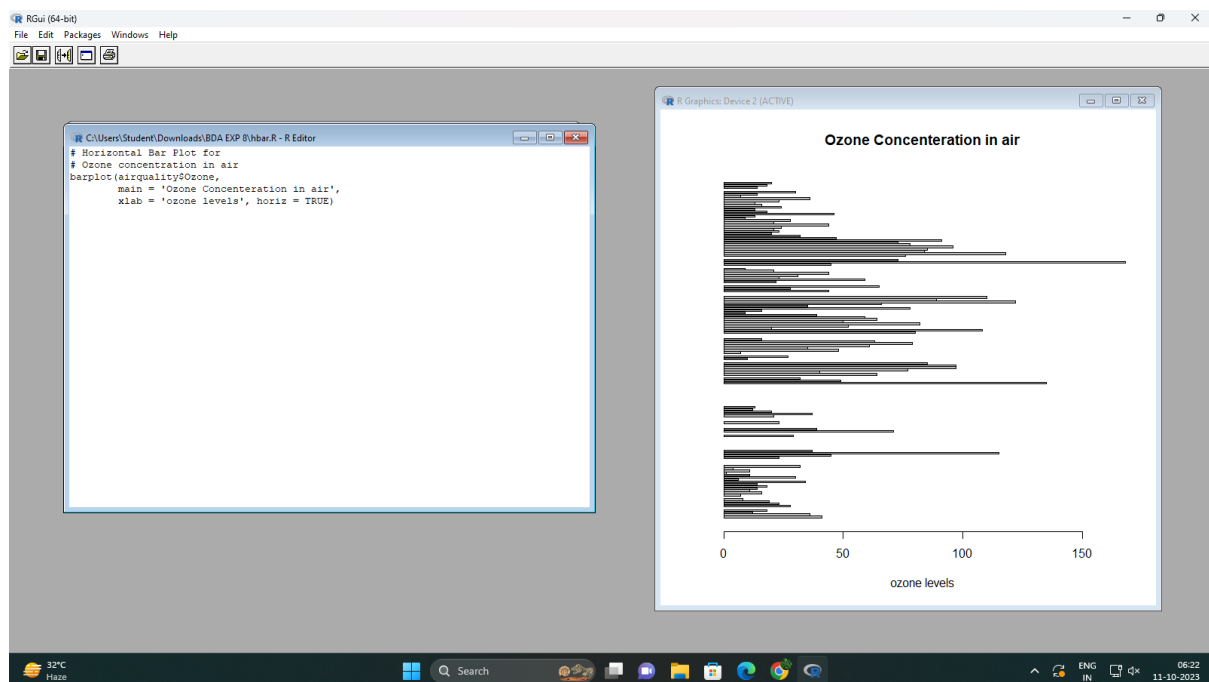 RGui (64-bit)
File Edit Packages Windows Help
R Graphics: Device 2 (ACTIVE)
C:\Users\Student\Downloads\BDA EXP 8\hbar.R - R Editor
# Horizontal Bar Plot for
# Ozone concentration in air
barplot(airquality$Ozone,
main = 'Ozone Concenteration in air',
xlab = 'ozone levels', horiz = TRUE)
Ozone Concenteration in air
0 50 100 150
ozone levels
32°C
Haze
Search
ENG
IN
06:22
11-10-2023